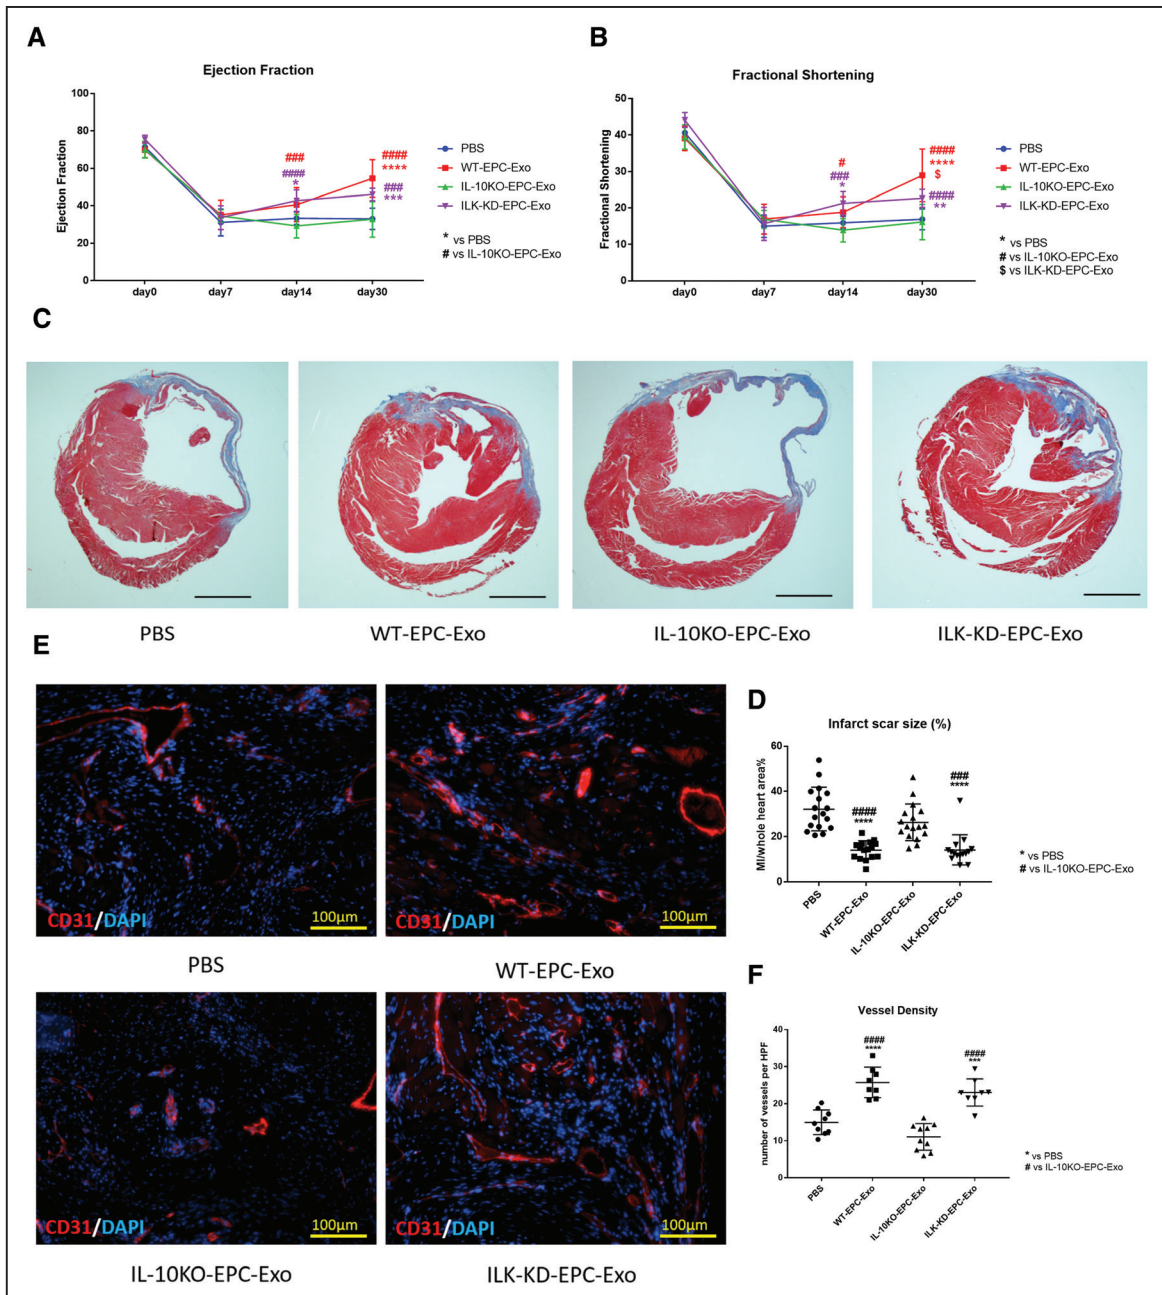 A
Ejection Fraction
Ejection Fraction
100
80
60
40
20
0
day0
day7
day14
day30
###
####
*
####
****
###
***
PBS
WT-EPC-Exo
IL-10KO-EPC-Exo
ILK-KD-EPC-Exo
* vs PBS
# vs IL-10KO-EPC-Exo
B
Fractional Shortening
Fractional Shortening
50
40
30
20
10
0
day0
day7
day14
day30
#
###
*
####
****
$
####
**
PBS
WT-EPC-Exo
IL-10KO-EPC-Exo
ILK-KD-EPC-Exo
* vs PBS
# vs IL-10KO-EPC-Exo
$ vs ILK-KD-EPC-Exo
C
PBS
WT-EPC-Exo
IL-10KO-EPC-Exo
ILK-KD-EPC-Exo
E
CD31/DAPI
100µm
CD31/DAPI
100µm
PBS
WT-EPC-Exo
CD31/DAPI
100µm
CD31/DAPI
100µm
IL-10KO-EPC-Exo
ILK-KD-EPC-Exo
D
Infarct scar size (%)
MI/whole heart area%
60
40
20
0
####
****
###
****
PBS
WT-EPC-Exo
IL-10KO-EPC-Exo
ILK-KD-EPC-Exo
* vs PBS
# vs IL-10KO-EPC-Exo
F
Vessel Density
number of vessels per HPF
40
30
20
10
0
####
****
####
***
PBS
WT-EPC-Exo
IL-10KO-EPC-Exo
ILK-KD-EPC-Exo
* vs PBS
# vs IL-10KO-EPC-Exo